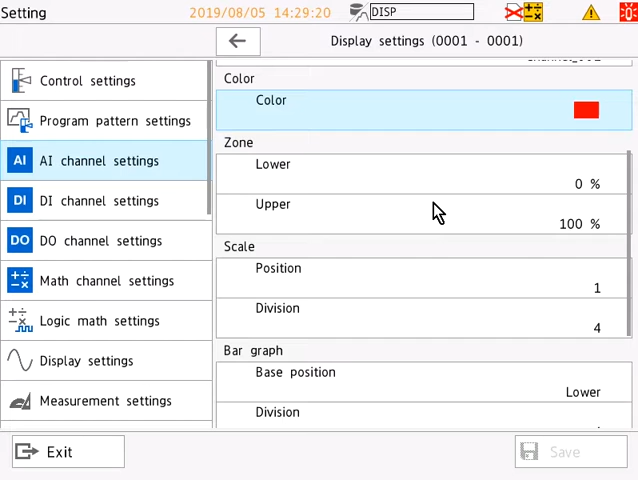 Setting
2019/08/05 14:29:20
DISP
Display settings (0001 - 0001)
Control settings
Program pattern settings
AI AI channel settings
DI DI channel settings
DO DO channel settings
Math channel settings
Logic math settings
Display settings
Measurement settings
Color
Color
Zone
Lower
0 %
Upper
100 %
Scale
Position
1
Division
4
Bar graph
Base position
Lower
Division
Exit
Save